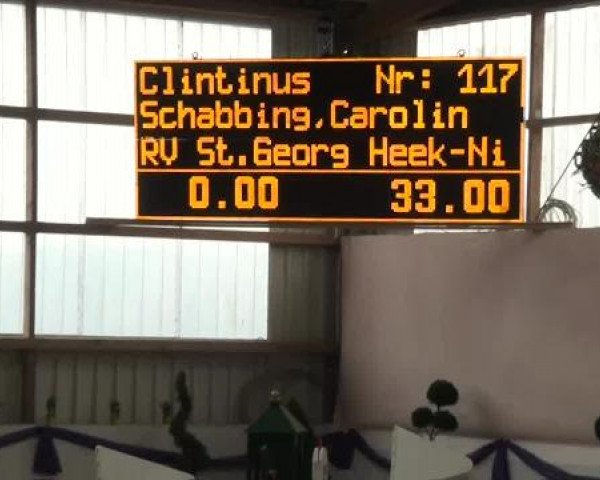 Clintinus Nr: 117
Schabbing,Carolin
RV St.Georg Heek-Ni
0.00 33.00